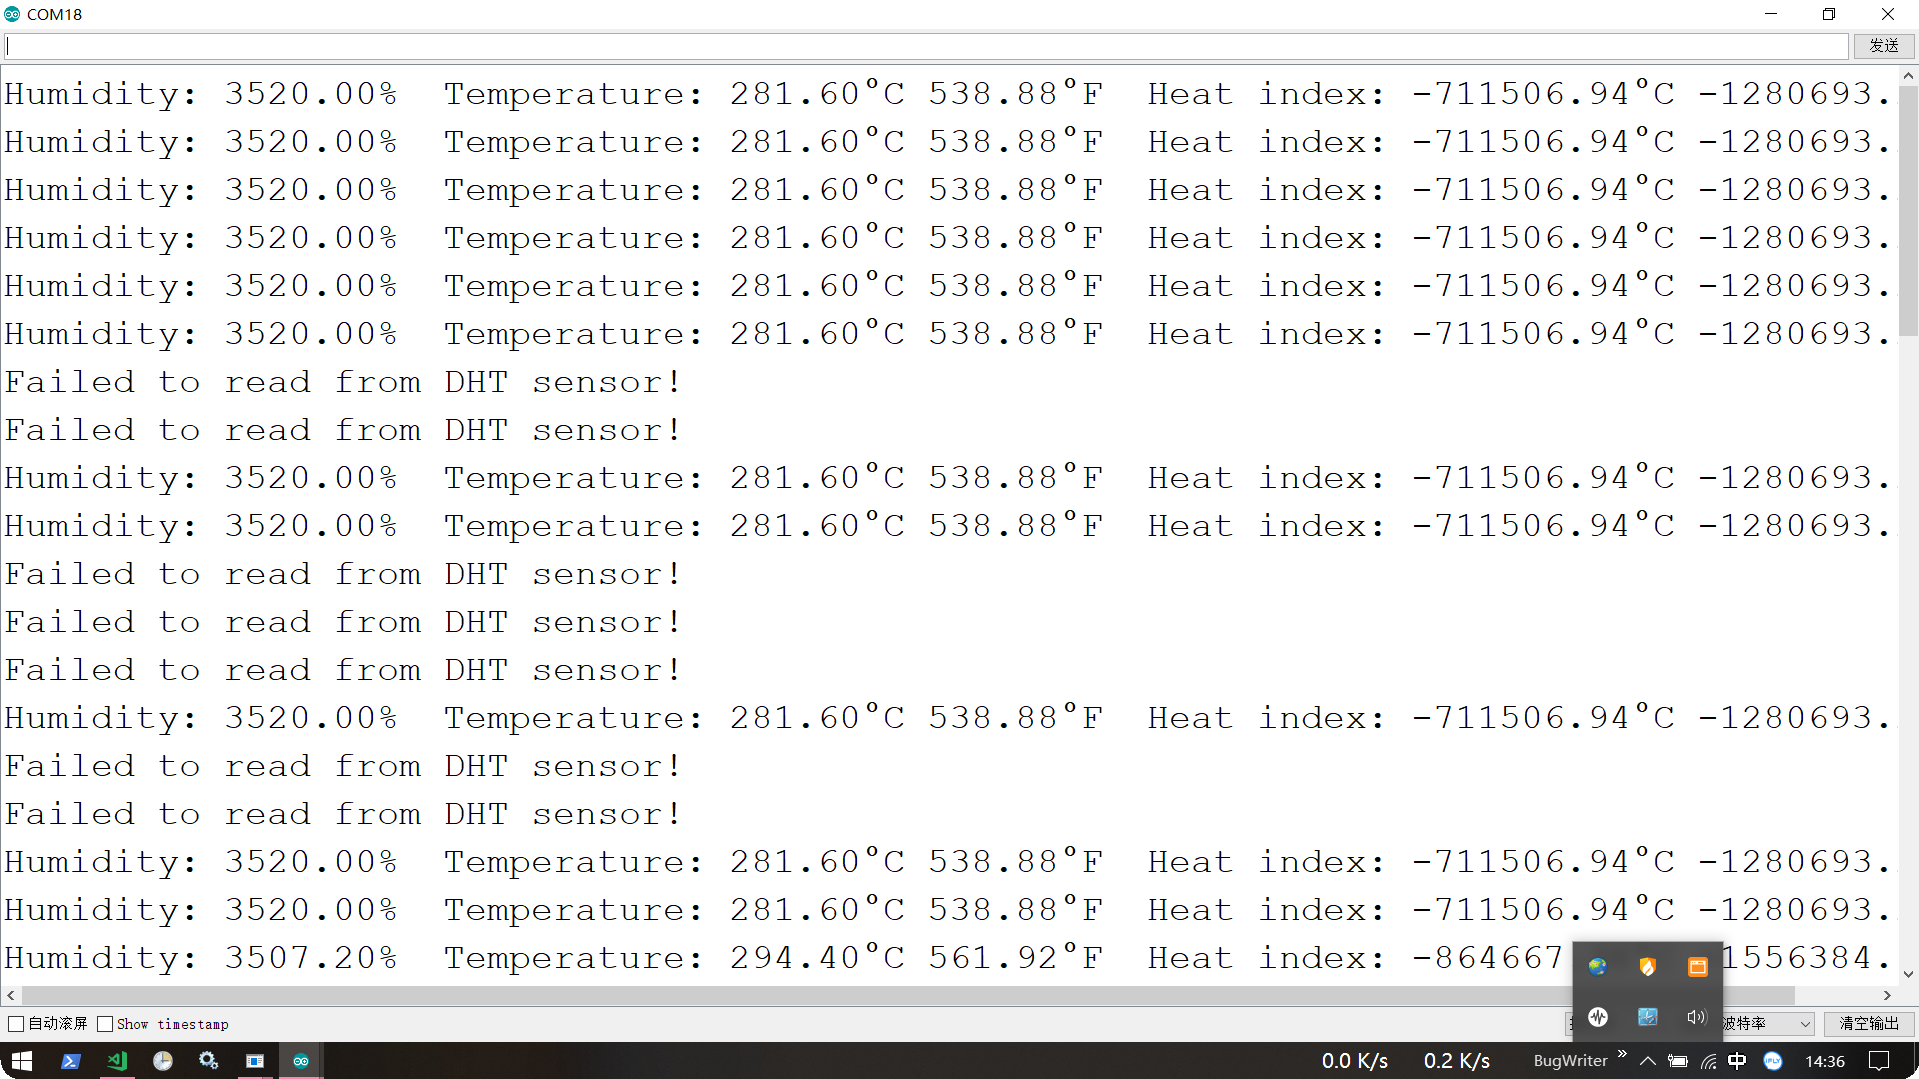 COM18
发送
Humidity: 3520.00%  Temperature: 281.60°C 538.88°F  Heat index: -711506.94°C -1280693.
Humidity: 3520.00%  Temperature: 281.60°C 538.88°F  Heat index: -711506.94°C -1280693.
Humidity: 3520.00%  Temperature: 281.60°C 538.88°F  Heat index: -711506.94°C -1280693.
Humidity: 3520.00%  Temperature: 281.60°C 538.88°F  Heat index: -711506.94°C -1280693.
Humidity: 3520.00%  Temperature: 281.60°C 538.88°F  Heat index: -711506.94°C -1280693.
Humidity: 3520.00%  Temperature: 281.60°C 538.88°F  Heat index: -711506.94°C -1280693.
Failed to read from DHT sensor!
Failed to read from DHT sensor!
Humidity: 3520.00%  Temperature: 281.60°C 538.88°F  Heat index: -711506.94°C -1280693.
Humidity: 3520.00%  Temperature: 281.60°C 538.88°F  Heat index: -711506.94°C -1280693.
Failed to read from DHT sensor!
Failed to read from DHT sensor!
Failed to read from DHT sensor!
Humidity: 3520.00%  Temperature: 281.60°C 538.88°F  Heat index: -711506.94°C -1280693.
Failed to read from DHT sensor!
Failed to read from DHT sensor!
Humidity: 3520.00%  Temperature: 281.60°C 538.88°F  Heat index: -711506.94°C -1280693.
Humidity: 3520.00%  Temperature: 281.60°C 538.88°F  Heat index: -711506.94°C -1280693.
Humidity: 3507.20%  Temperature: 294.40°C 561.92°F  Heat index: -864667 1556384.
自动滚屏 Show timestamp 波特率 清空输出
0.0 K/s 0.2 K/s BugWriter 中 iFLY 14:36